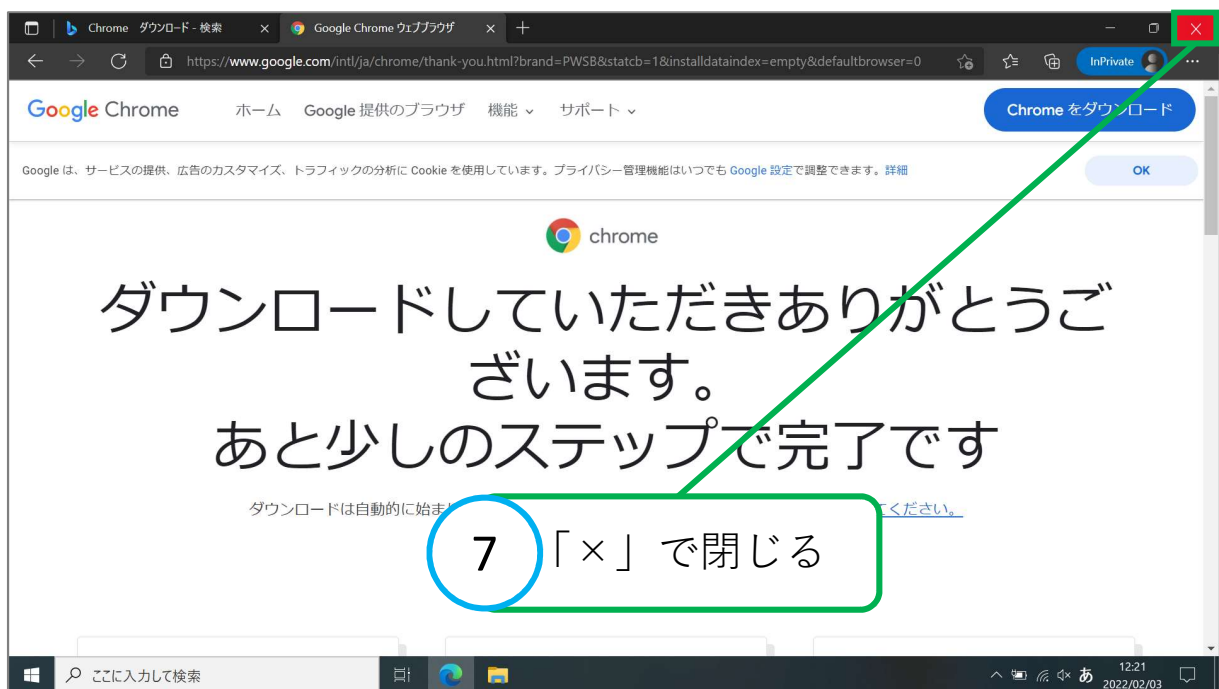 Chrome ダウンロード - 検索
Google Chrome ウェブブラウザ
https://www.google.com/intl/ja/chrome/thank-you.html?brand=PWSB&statcb=1&installdataindex=empty&defaultbrowser=0
InPrivate
Google Chrome ホーム Google 提供のブラウザ 機能 サポート
Chrome をダウンロード
Google は、サービスの提供、広告のカスタマイズ、トラフィックの分析に Cookie を使用しています。プライバシー管理機能はいつでも Google 設定で調整できます。詳細
OK
chrome
ダウンロードしていただきありがとうご
ざいます。
あと少しのステップで完了です
ダウンロードは自動的に始ま
てください。
7 「×」で閉じる
ここに入力して検索
あ
12:21
2022/02/03